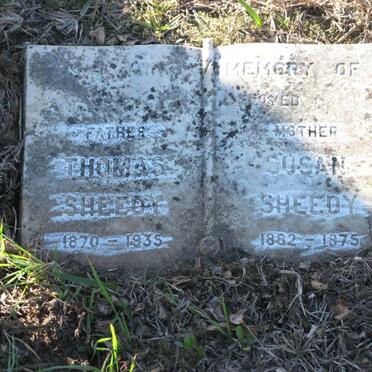 MEMORY OF
FATHER
THOMAS
SHEEDY
1870 - 1935
MOTHER
SUSAN
SHEEDY
1882 - 1975